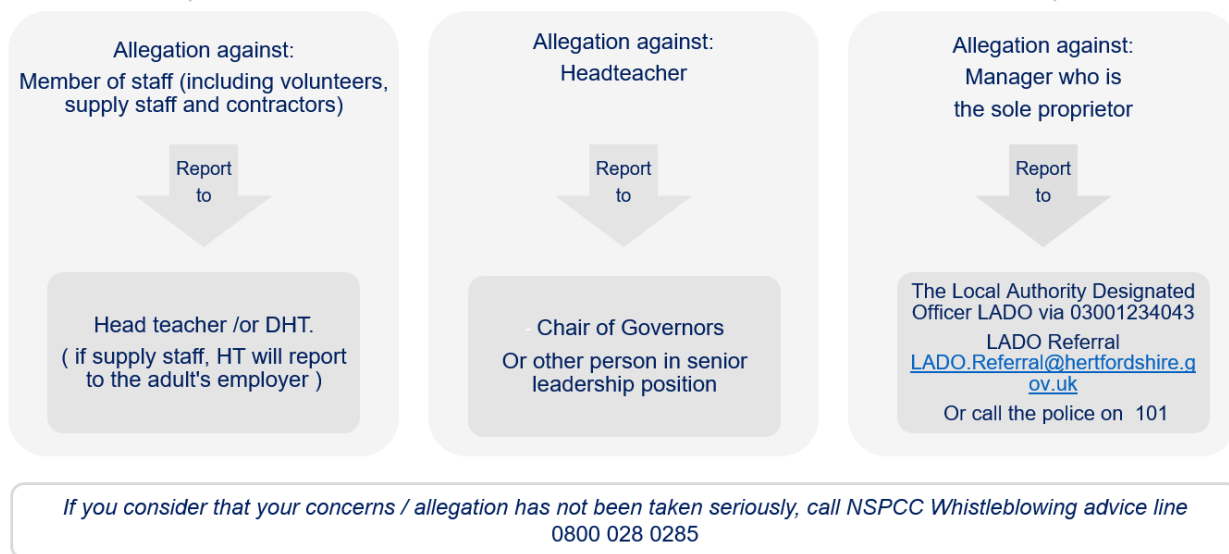 Allegation against:
Member of staff (including volunteers,
supply staff and contractors)
Report
to
Head teacher /or DHT.
( if supply staff, HT will report
to the adult's employer )
Allegation against:
Headteacher
Report
to
- Chair of Governors
Or other person in senior
leadership position
Allegation against:
Manager who is
the sole proprietor
Report
to
The Local Authority Designated
Officer LADO via 03001234043
LADO Referral
LADO.Referral@hertfordshire.g
ov.uk
Or call the police on 101
If you consider that your concerns / allegation has not been taken seriously, call NSPCC Whistleblowing advice line
0800 028 0285